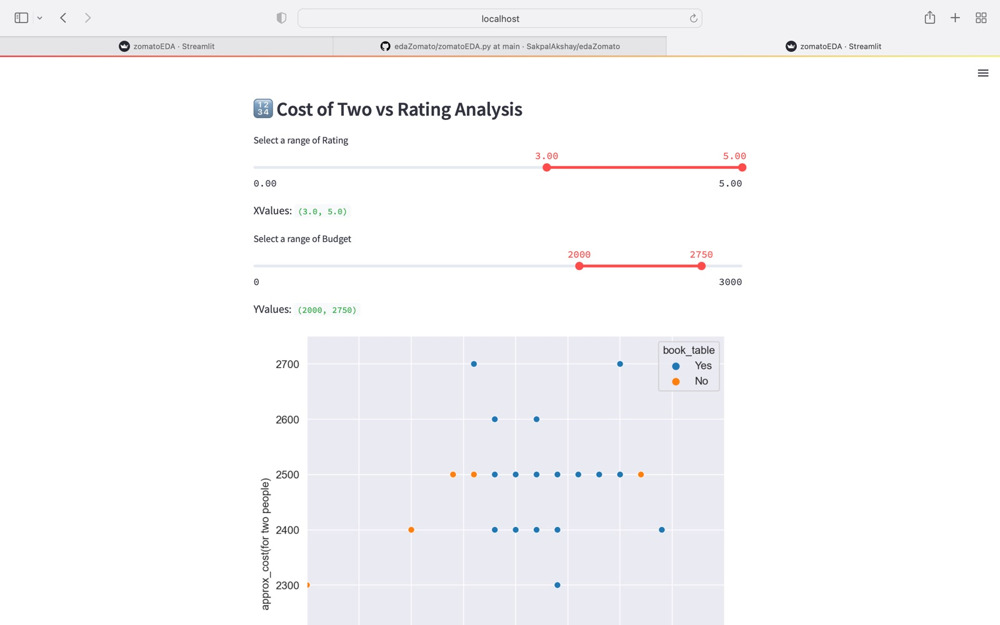 localhost
zomatoEDA · Streamlit
edaZomato/zomatoEDA.py at main · SakpalAkshay/edaZomato
zomatoEDA · Streamlit
🔢 Cost of Two vs Rating Analysis
Select a range of Rating
3.00 5.00
0.00 5.00
XValues: (3.0, 5.0)
Select a range of Budget
2000 2750
0 3000
YValues: (2000, 2750)
book_table
Yes
No
2700
2600
2500
2400
2300
approx_cost(for two people)